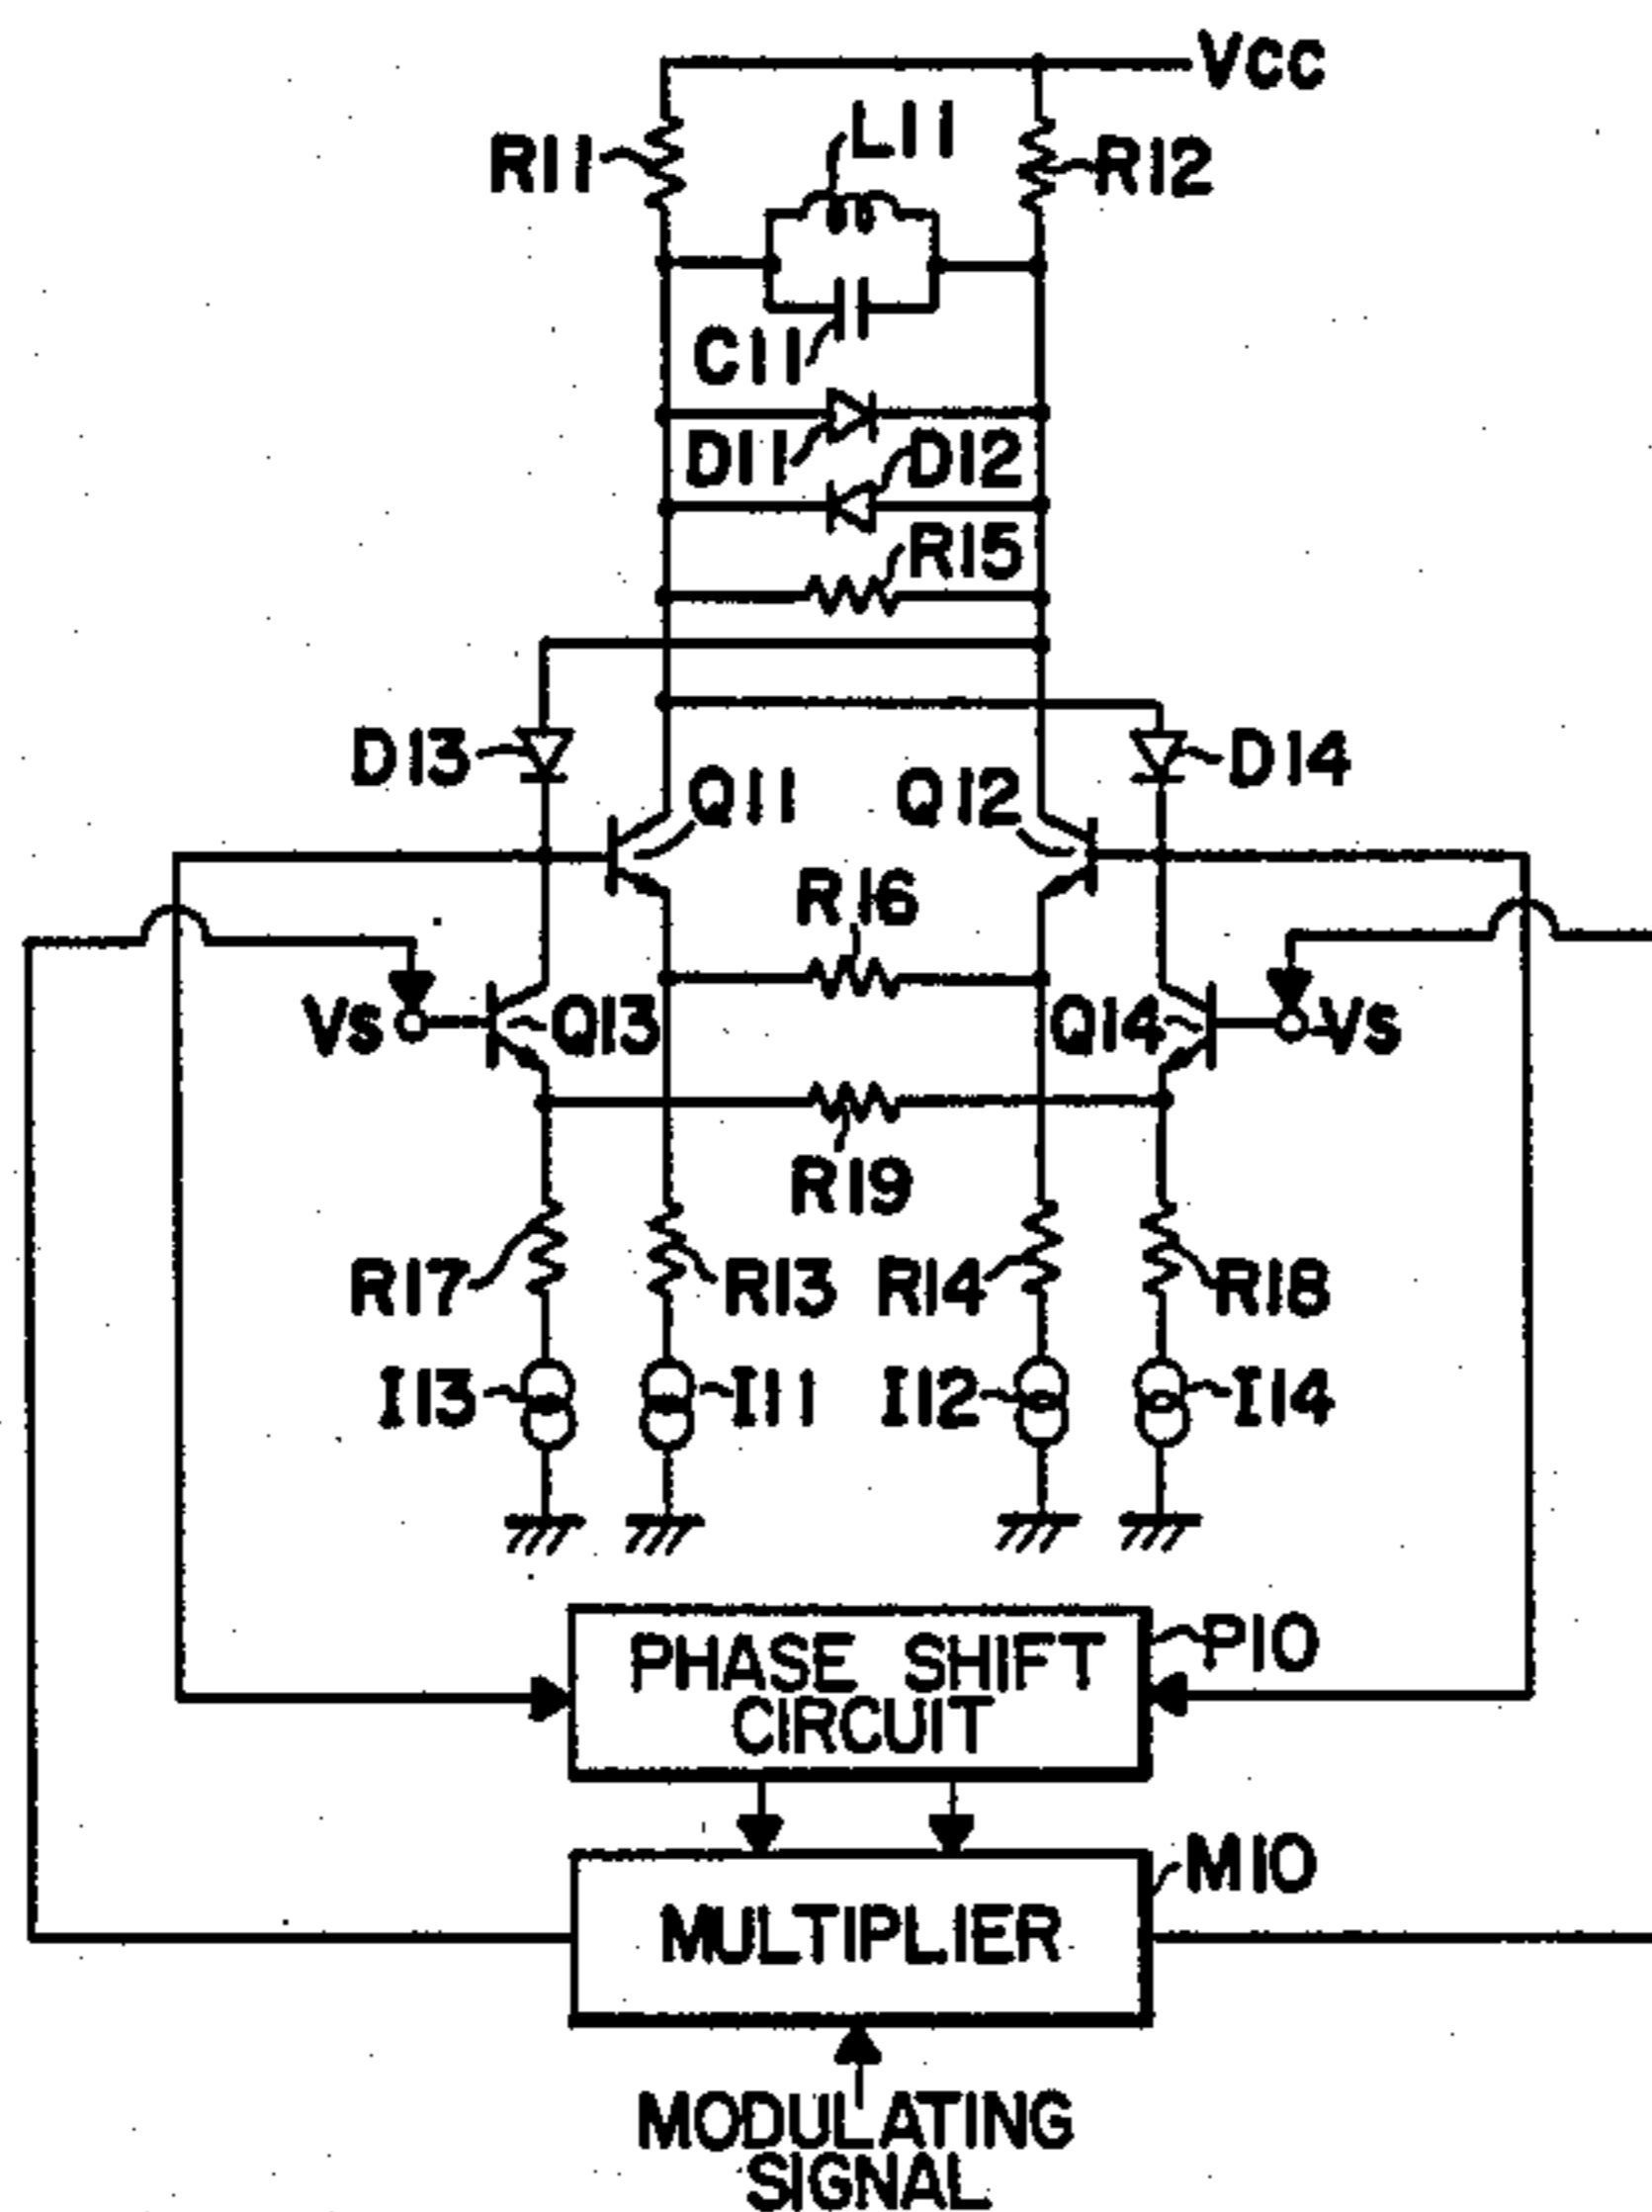 VCC
R11
L11
R12
C11
D11
D12
R15
D13
Q11
Q12
D14
R16
VS
Q13
Q14
VS
R19
R17
R13
R14
R18
I13
I11
I12
I14
PHASE SHIFT
CIRCUIT
P10
M10
MULTIPLIER
MODULATING
SIGNAL